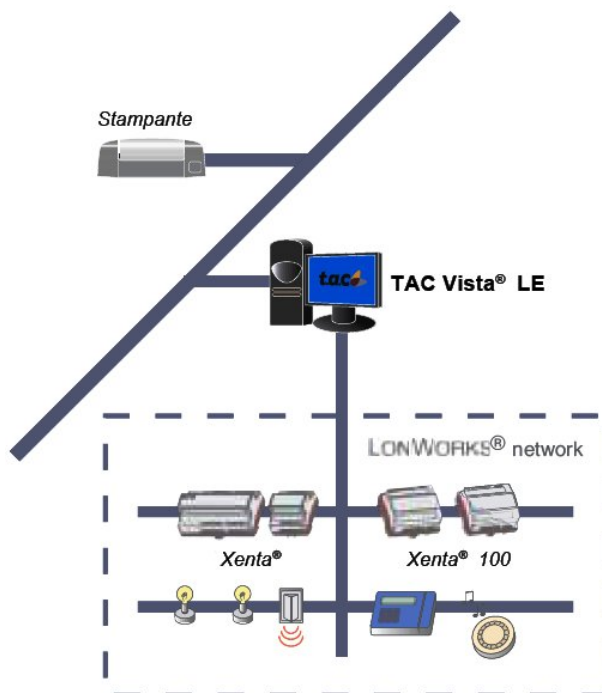 Stampante
tac
TAC Vista® LE
LONWORKS® network
Xenta®
Xenta® 100